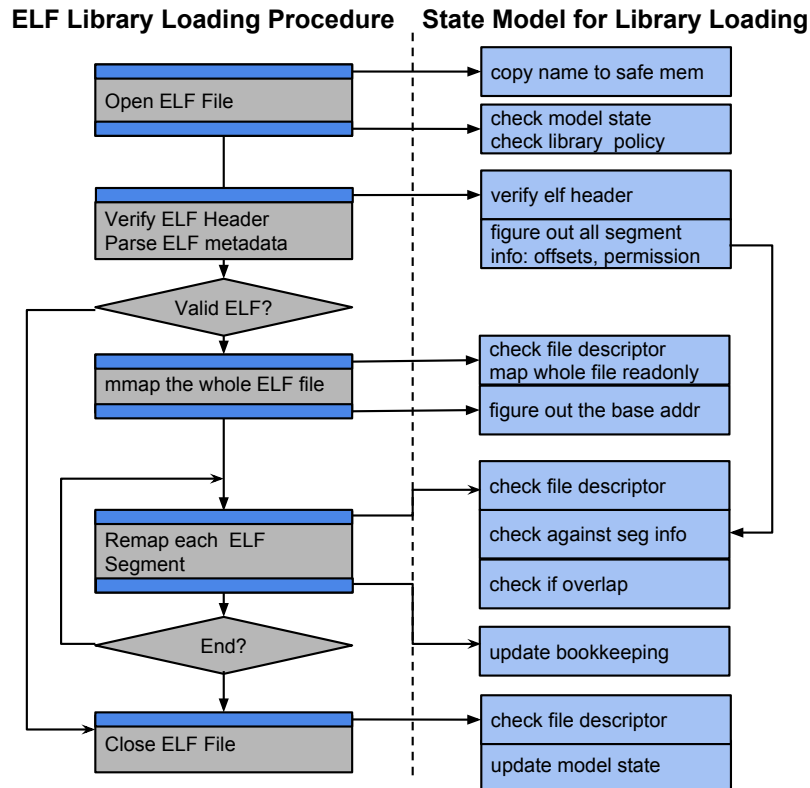 ELF Library Loading Procedure
State Model for Library Loading
Open ELF File
copy name to safe mem
check model state
check library  policy
Verify ELF Header
Parse ELF metadata
verify elf header
figure out all segment
info: offsets, permission
Valid ELF?
mmap the whole ELF file
check file descriptor
map whole file readonly
figure out the base addr
Remap each  ELF
Segment
check file descriptor
check against seg info
check if overlap
End?
update bookkeeping
Close ELF File
check file descriptor
update model state